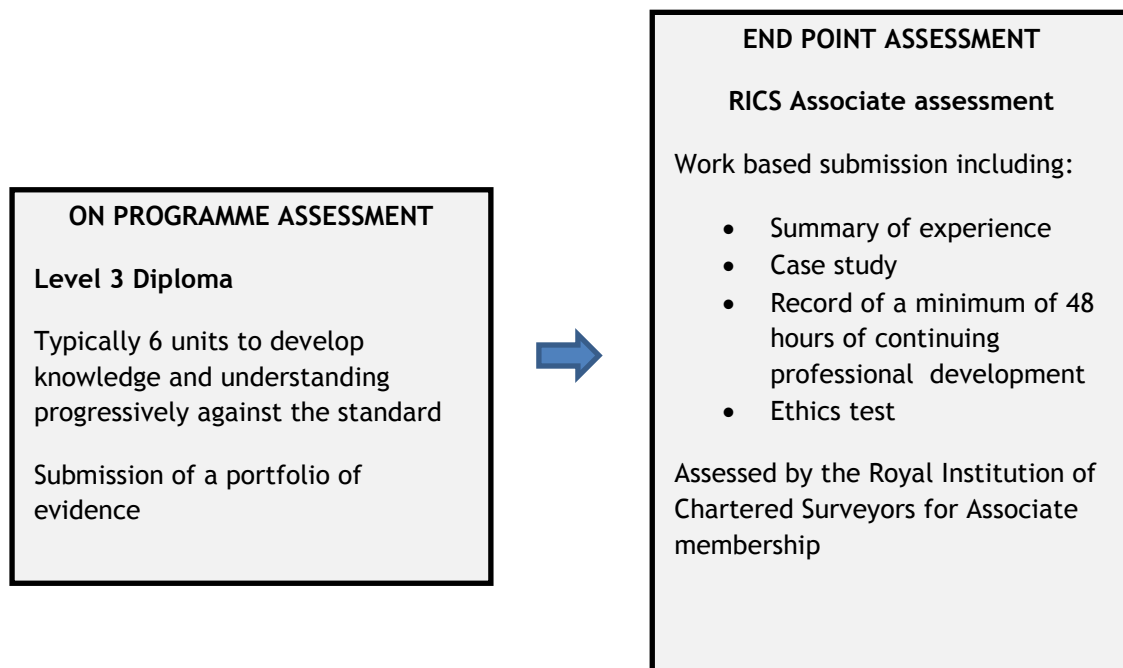 ON PROGRAMME ASSESSMENT
Level 3 Diploma
Typically 6 units to develop
knowledge and understanding
progressively against the standard
Submission of a portfolio of
evidence
END POINT ASSESSMENT
RICS Associate assessment
Work based submission including:
• Summary of experience
• Case study
• Record of a minimum of 48
hours of continuing
professional development
• Ethics test
Assessed by the Royal Institution of
Chartered Surveyors for Associate
membership